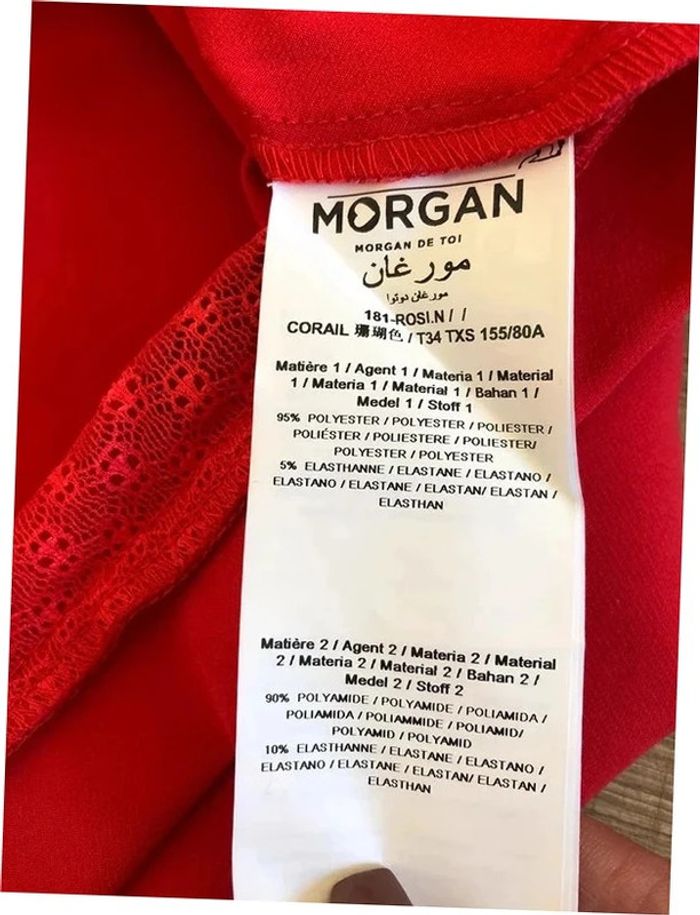 MORGAN
MORGAN DE TOI
مورغان
مورغان دوتوا
181-ROSI.N / /
CORAIL 珊瑚色 / T34 TXS 155/80A
Matière 1 / Agent 1 / Materia 1 / Material
1 / Materia 1 / Material 1 / Bahan 1 /
Medel 1 / Stoff 1
95% POLYESTER / POLYESTER / POLIESTER /
POLIÉSTER / POLIESTERE / POLIESTER/
POLYESTER / POLYESTER
5% ELASTHANNE / ELASTANE / ELASTANO /
ELASTANO / ELASTANE / ELASTAN/ ELASTAN /
ELASTHAN
Matière 2 / Agent 2 / Materia 2 / Material
2 / Materia 2 / Material 2 / Bahan 2 /
Medel 2 / Stoff 2
90% POLYAMIDE / POLYAMIDE / POLIAMIDA /
POLIAMIDA / POLIAMMIDE / POLIAMID/
POLYAMID / POLYAMID
10% ELASTHANNE / ELASTANE / ELASTANO /
ELASTANO / ELASTANE / ELASTAN/ ELASTAN /
ELASTHAN